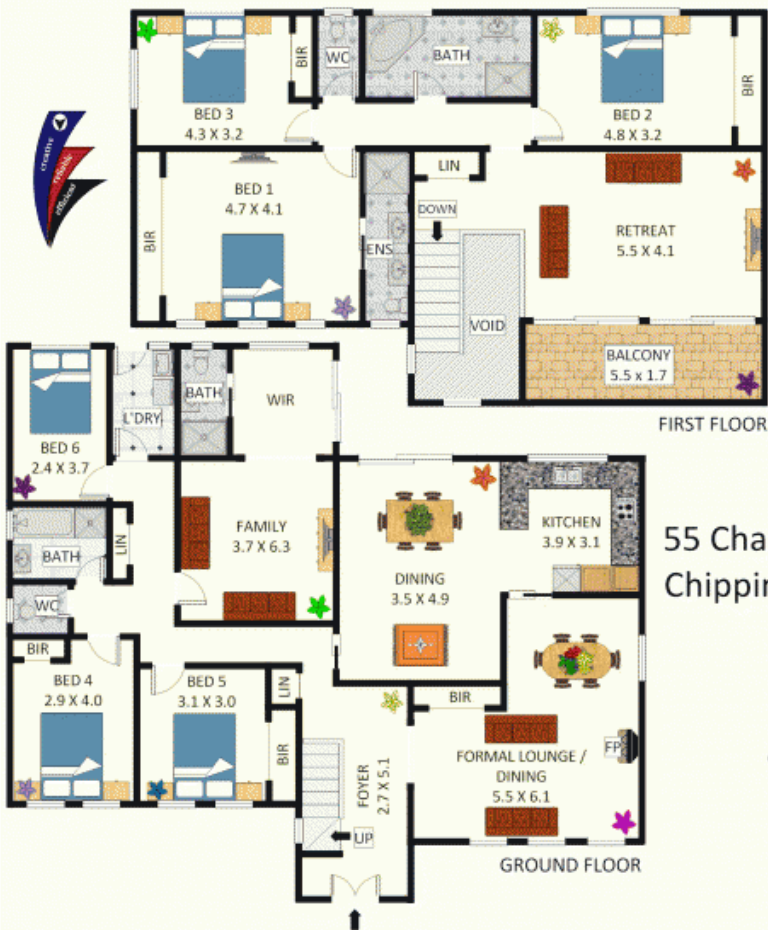 BED 3
4.3 X 3.2
BIR
WC
BATH
BED 2
4.8 X 3.2
BIR
creative
reliable
efficient
BED 1
4.7 X 4.1
BIR
ENS
LIN
DOWN
RETREAT
5.5 X 4.1
VOID
BALCONY
5.5 x 1.7
FIRST FLOOR
BED 6
2.4 X 3.7
L'DRY
BATH
WIR
FAMILY
3.7 X 6.3
KITCHEN
3.9 X 3.1
DINING
3.5 X 4.9
55 Cha
Chippin
LIN
BATH
WC
BIR
BED 4
2.9 X 4.0
BED 5
3.1 X 3.0
LIN
BIR
FOYER
2.7 X 5.1
UP
BIR
FORMAL LOUNGE /
DINING
5.5 X 6.1
FP
GROUND FLOOR